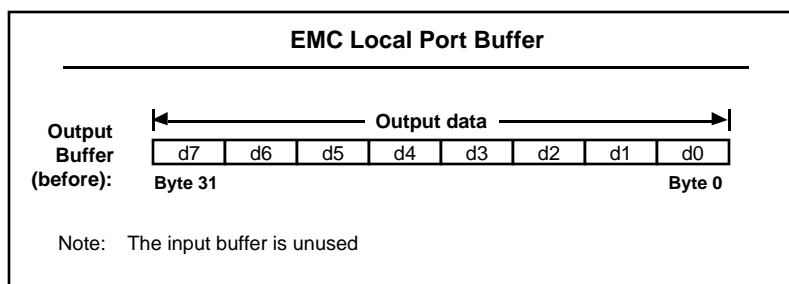 EMC Local Port Buffer
Output data
Output
Buffer
(before):
d7 d6 d5 d4 d3 d2 d1 d0
Byte 31 Byte 0
Note: The input buffer is unused